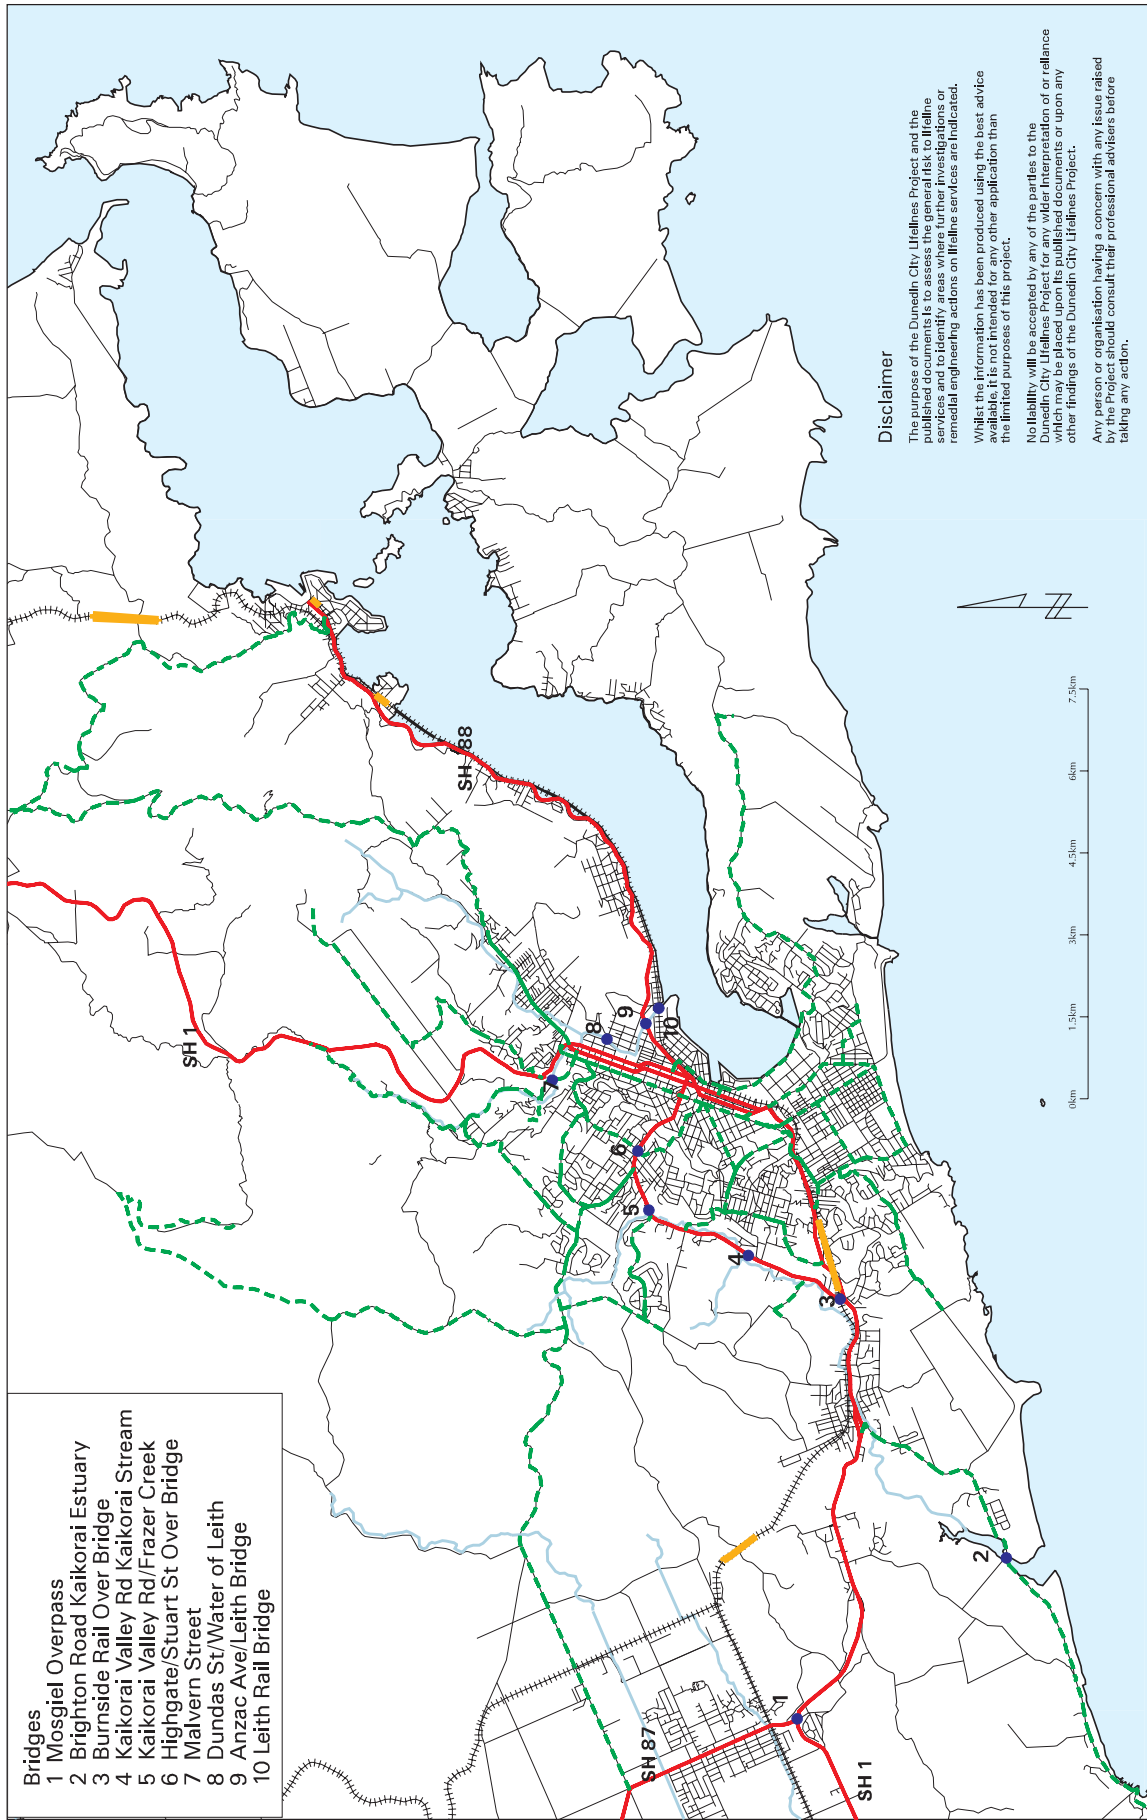 Bridges
1 Mosgiel Overpass
2 Brighton Road Kaikorai Estuary
3 Burnside Rail Over Bridge
4 Kaikorai Valley Rd Kaikorai Stream
5 Kaikorai Valley Rd/Frazer Creek
6 Highgate/Stuart St Over Bridge
7 Malvern Street
8 Dundas St/Water of Leith
9 Anzac Ave/Leith Bridge
10 Leith Rail Bridge
SH 1
SH 88
SH 87
SH 1
1
2
3
4
5
6
7
8
9
10
0km
1.5km
3km
4.5km
6km
7.5km
N
Disclaimer
The purpose of the Dunedin City Lifelines Project and the
published documents is to assess the general risk to lifeline
services and to identify areas where further investigations or
remedial engineering actions on lifeline services are indicated.
Whilst the information has been produced using the best advice
available, it is not intended for any other application than
the limited purposes of this project.
No liability will be accepted by any of the parties to the
Dunedin City Lifelines Project for any wider interpretation of or reliance
which may be placed upon its published documents or upon any
other findings of the Dunedin City Lifelines Project.
Any person or organisation having a concern with any issue raised
by the Project should consult their professional advisers before
taking any action.